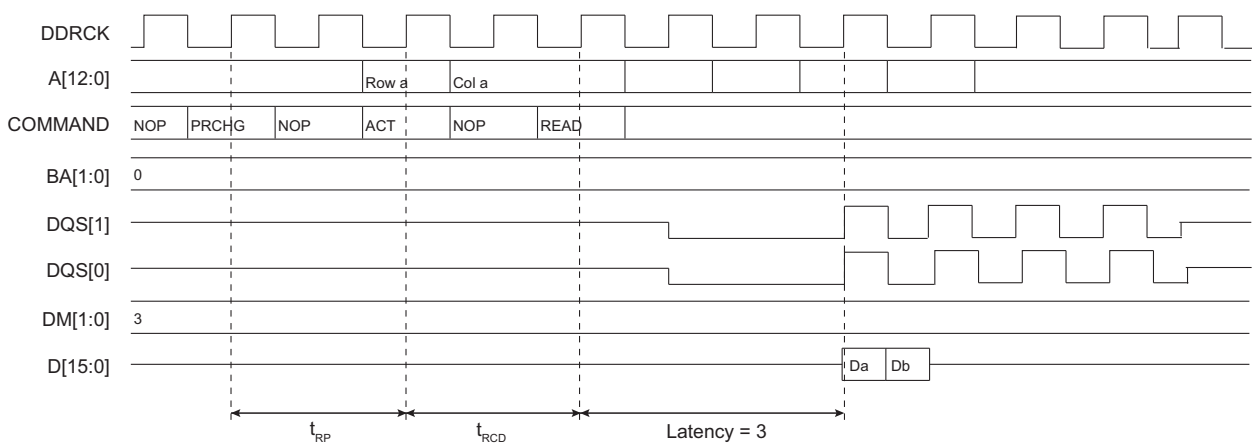 DDRCK
A[12:0] Row a Col a
COMMAND NOP PRCHG NOP ACT NOP READ
BA[1:0] 0
DQS[1]
DQS[0]
DM[1:0] 3
D[15:0] Da Db
tRP tRCD Latency = 3